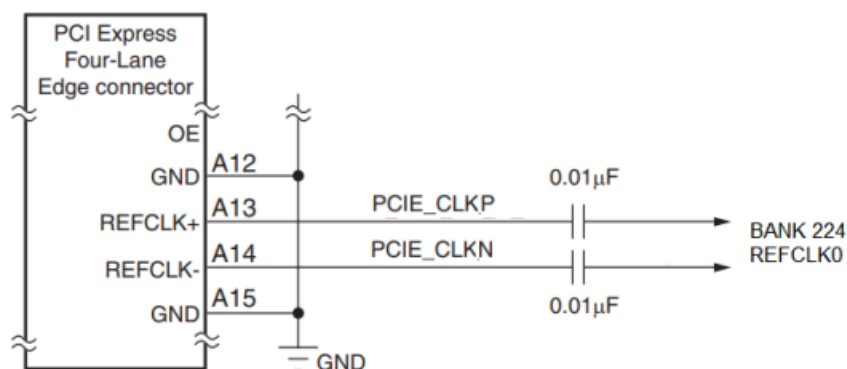 PCI Express
Four-Lane
Edge connector
OE
GND A12
REFCLK+ A13 PCIE_CLKP 0.01µF
REFCLK- A14 PCIE_CLKN 0.01µF
GND A15
BANK 224
REFCLK0
GND